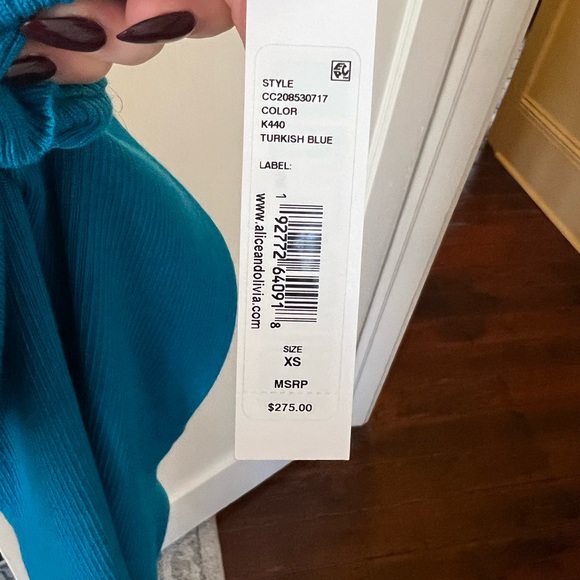 STYLE
CC208530717
COLOR
K440
TURKISH BLUE
LABEL:
1 92772 64091 8
www.aliceandolivia.com
SIZE
XS
MSRP
$275.00